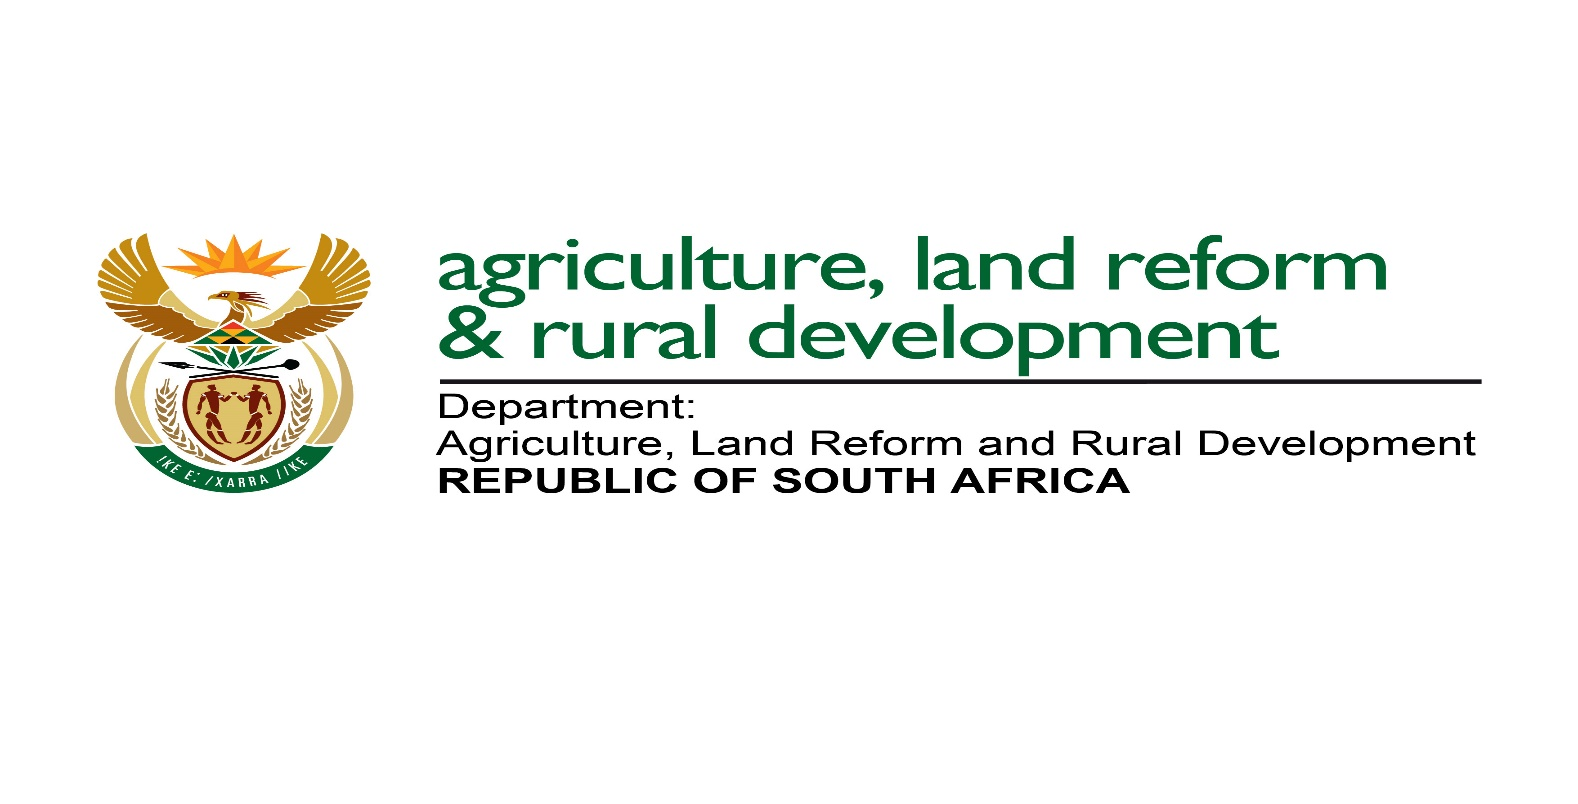 agriculture, land reform
& rural development
Department:
Agriculture, Land Reform and Rural Development
REPUBLIC OF SOUTH AFRICA
!KE E: /XARRA //KE